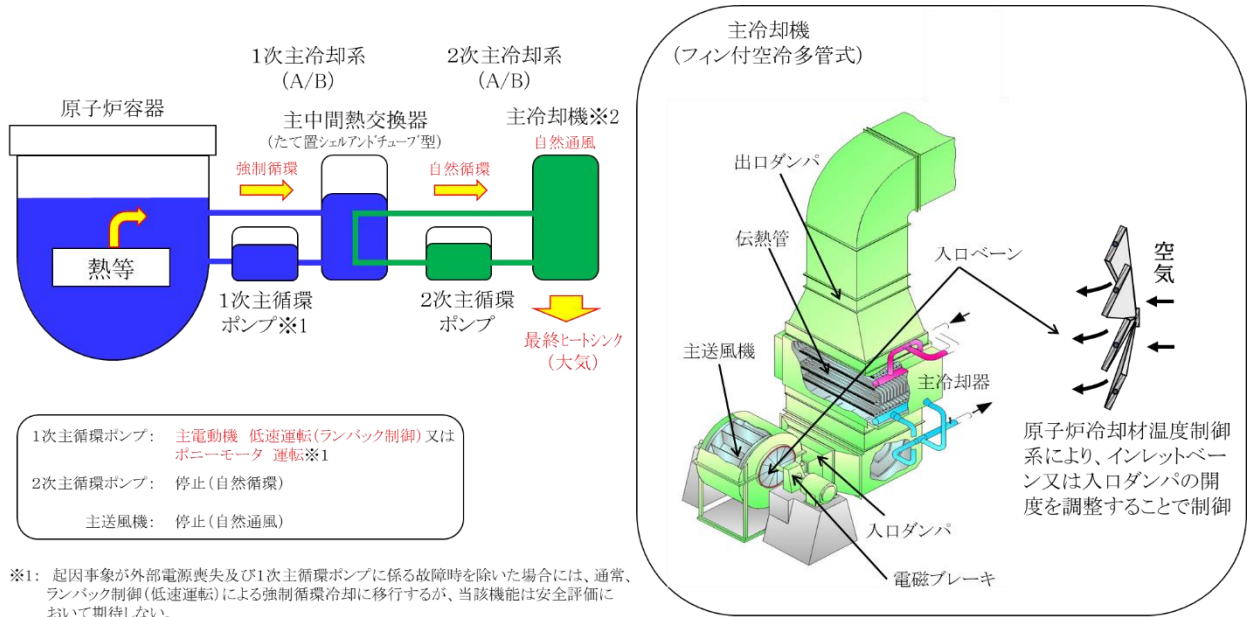 1次主冷却系
(A/B)
2次主冷却系
(A/B)
原子炉容器
主中間熱交換器
(たて置シェルアンドチューブ型)
主冷却機※2
自然通風
強制循環
自然循環
熱等
1次主循環
ポンプ※1
2次主循環
ポンプ
最終ヒートシンク
(大気)
1次主循環ポンプ: 主電動機 低速運転(ランバック制御)又は
ポニーモータ 運転※1
2次主循環ポンプ: 停止(自然循環)
主送風機: 停止(自然通風)
※1: 起因事象が外部電源喪失及び1次主循環ポンプに係る故障時を除いた場合には、通常、
ランバック制御(低速運転)による強制循環冷却に移行するが、当該機能は安全評価に
おいて期待しない。
主冷却機
(フィン付空冷多管式)
出口ダンパ
伝熱管
入口ベーン
空気
主送風機
主冷却器
入口ダンパ
電磁ブレーキ
原子炉冷却材温度制御
系により、インレットベー
ン又は入口ダンパの開
度を調整することで制御